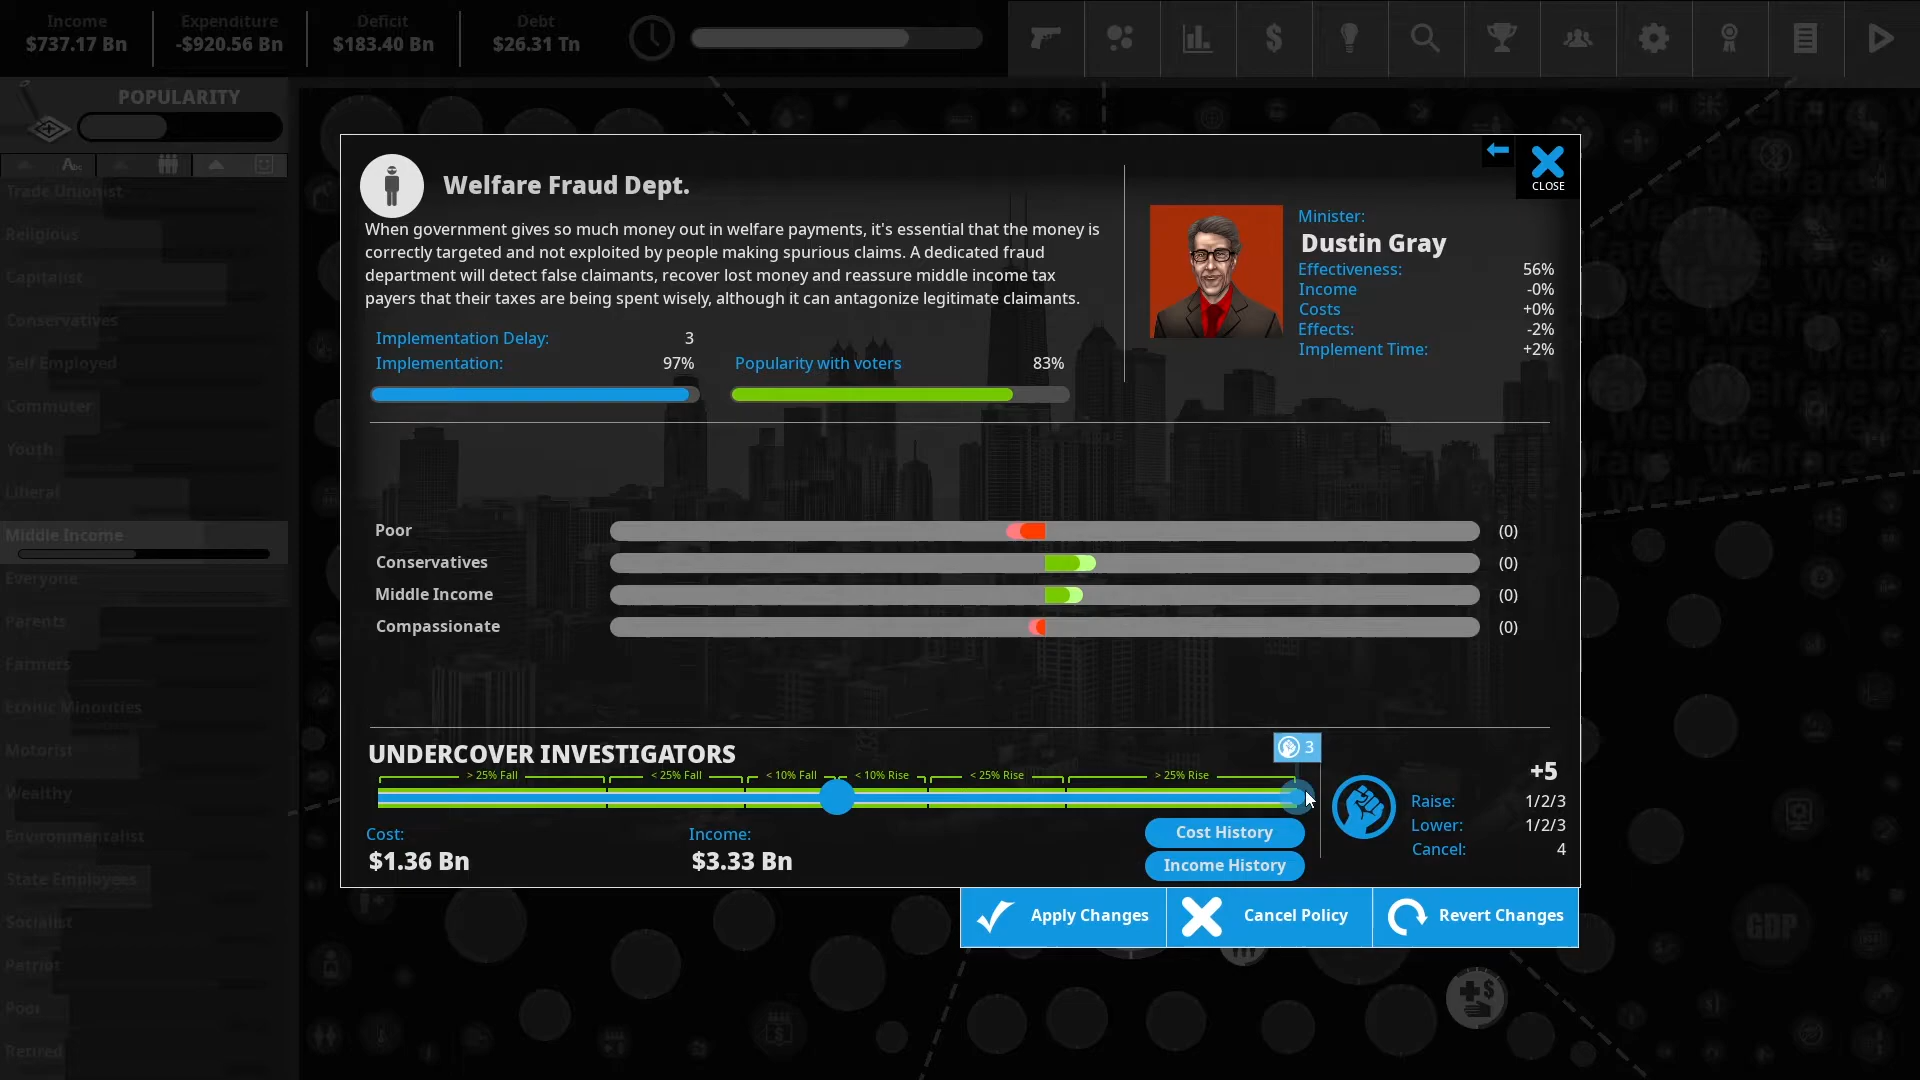 Income
$737.17 Bn
Expenditure
-$920.56 Bn
Deficit
$183.40 Bn
Debt
$26.31 Tn
POPULARITY
Trade Unionist
Religious
Capitalist
Conservatives
Self Employed
Commuter
Youth
Liberal
Middle Income
Everyone
Parents
Farmers
Ethnic Minorities
Motorist
Wealthy
Environmentalist
State Employees
Socialist
Patriot
Poor
Retired
Welfare Fraud Dept.
When government gives so much money out in welfare payments, it's essential that the money is
correctly targeted and not exploited by people making spurious claims. A dedicated fraud
department will detect false claimants, recover lost money and reassure middle income tax
payers that their taxes are being spent wisely, although it can antagonize legitimate claimants.
Implementation Delay: 3
Implementation: 97%
Popularity with voters 83%
CLOSE
Minister:
Dustin Gray
Effectiveness: 56%
Income -0%
Costs +0%
Effects: -2%
Implement Time: +2%
Poor (0)
Conservatives (0)
Middle Income (0)
Compassionate (0)
UNDERCOVER INVESTIGATORS
3
> 25% Fall < 25% Fall < 10% Fall < 10% Rise < 25% Rise > 25% Rise
Cost:
$1.36 Bn
Income:
$3.33 Bn
Cost History
Income History
+5
Raise: 1/2/3
Lower: 1/2/3
Cancel: 4
Apply Changes
Cancel Policy
Revert Changes
GDP